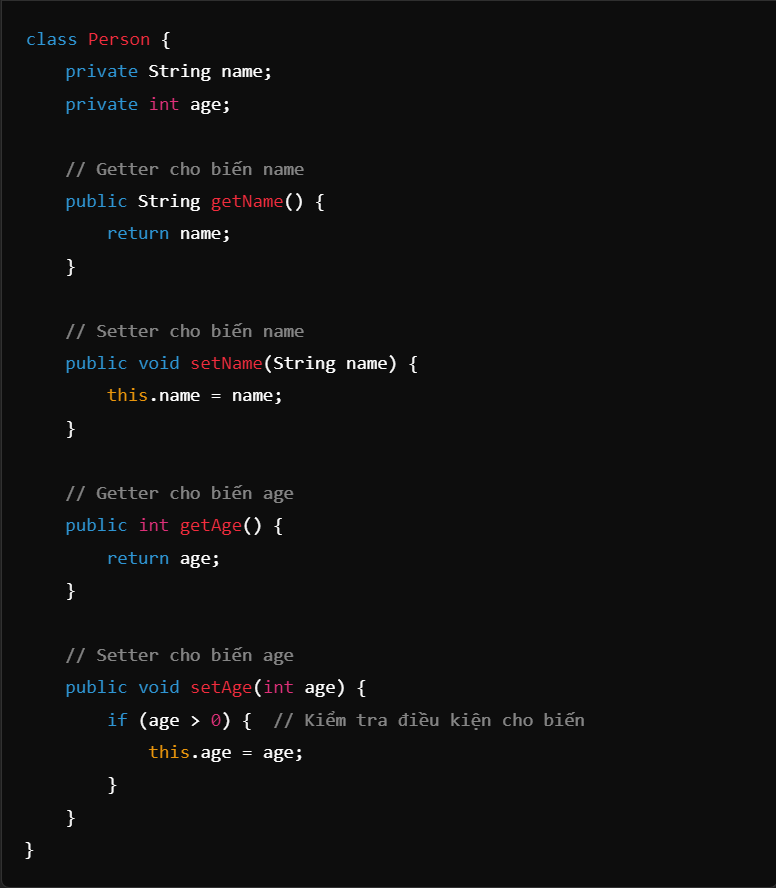 class Person {
    private String name;
    private int age;

    // Getter cho biến name
    public String getName() {
        return name;
    }

    // Setter cho biến name
    public void setName(String name) {
        this.name = name;
    }

    // Getter cho biến age
    public int getAge() {
        return age;
    }

    // Setter cho biến age
    public void setAge(int age) {
        if (age > 0) {  // Kiểm tra điều kiện cho biến
            this.age = age;
        }
    }
}